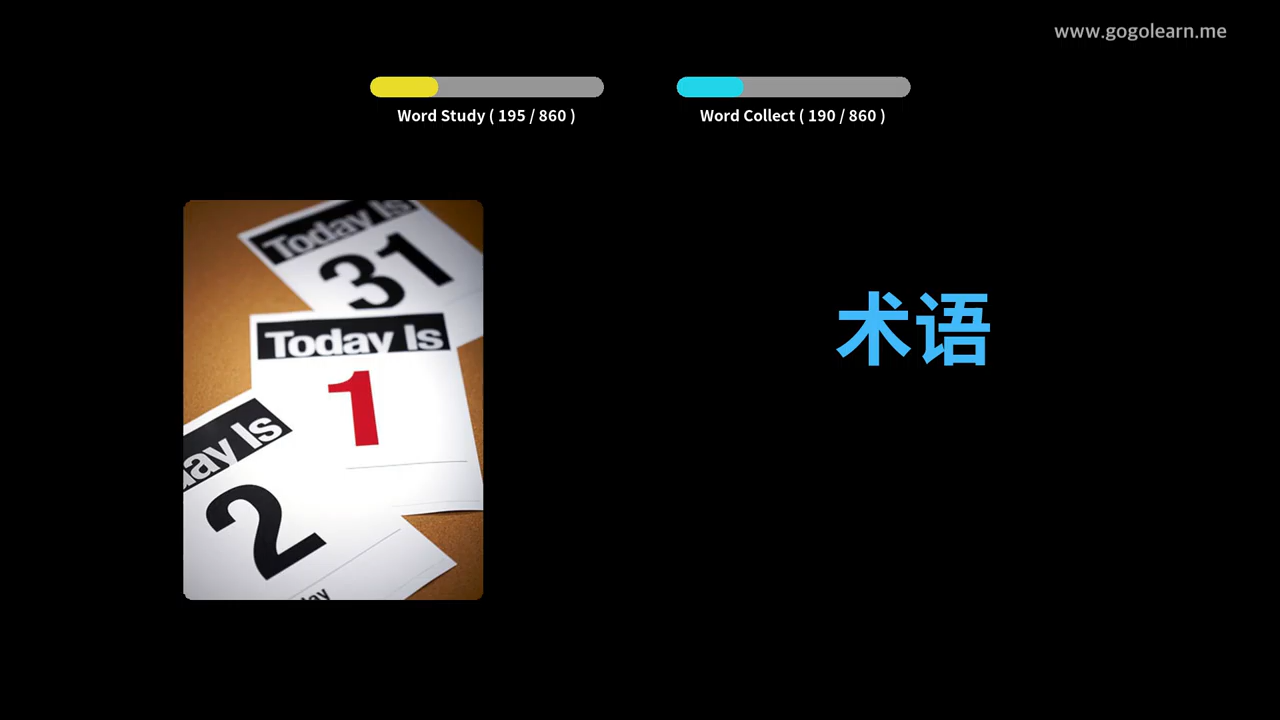 www.gogolearn.me
Word Study ( 195 / 860 )
Word Collect ( 190 / 860 )
Today Is
31
Today Is
1
day Is
2
术语